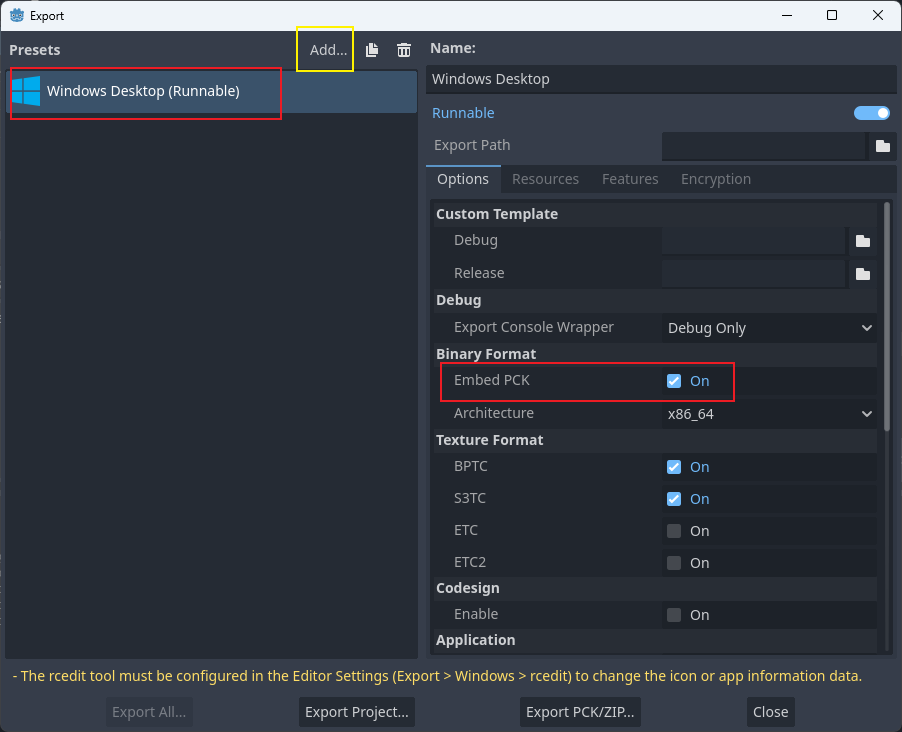 Export
Presets
Add...
Windows Desktop (Runnable)
Name:
Windows Desktop
Runnable
Export Path
Options Resources Features Encryption
Custom Template
Debug
Release
Debug
Export Console Wrapper Debug Only
Binary Format
Embed PCK On
Architecture x86_64
Texture Format
BPTC On
S3TC On
ETC On
ETC2 On
Codesign
Enable On
Application
- The rcedit tool must be configured in the Editor Settings (Export > Windows > rcedit) to change the icon or app information data.
Export All... Export Project... Export PCK/ZIP... Close